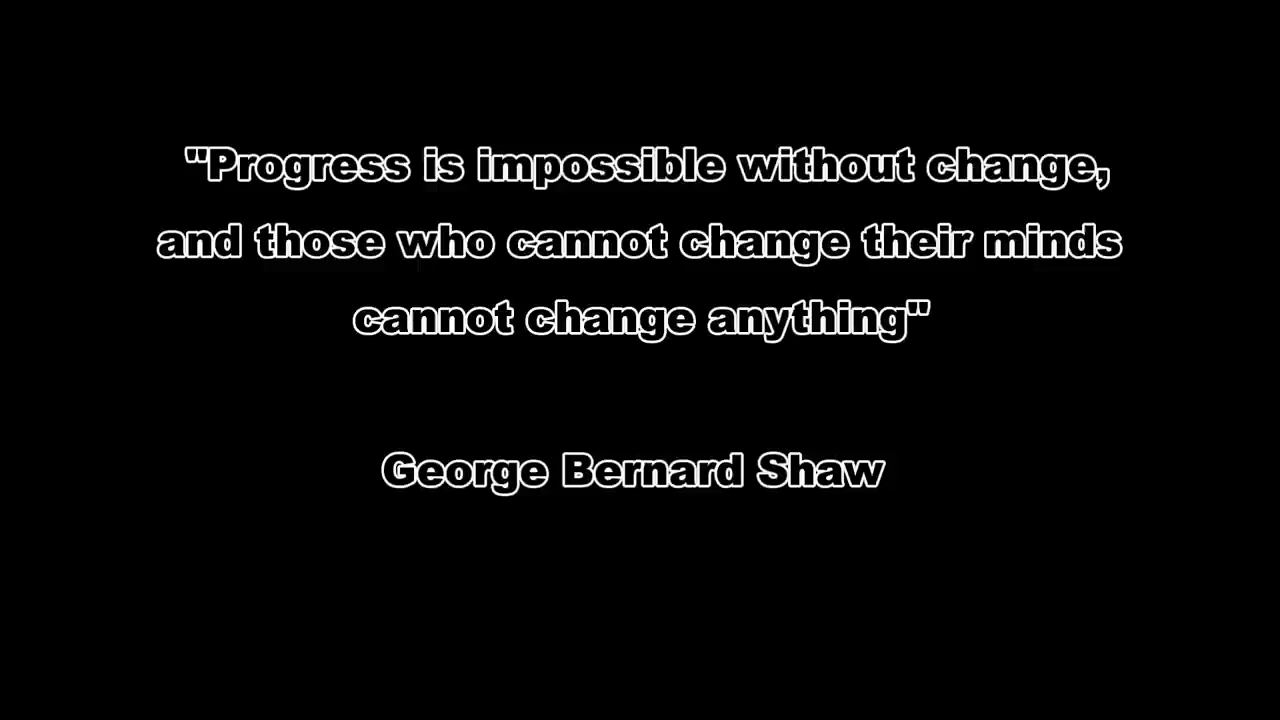 "Progress is impossible without change,
and those who cannot change their minds
cannot change anything"
George Bernard Shaw